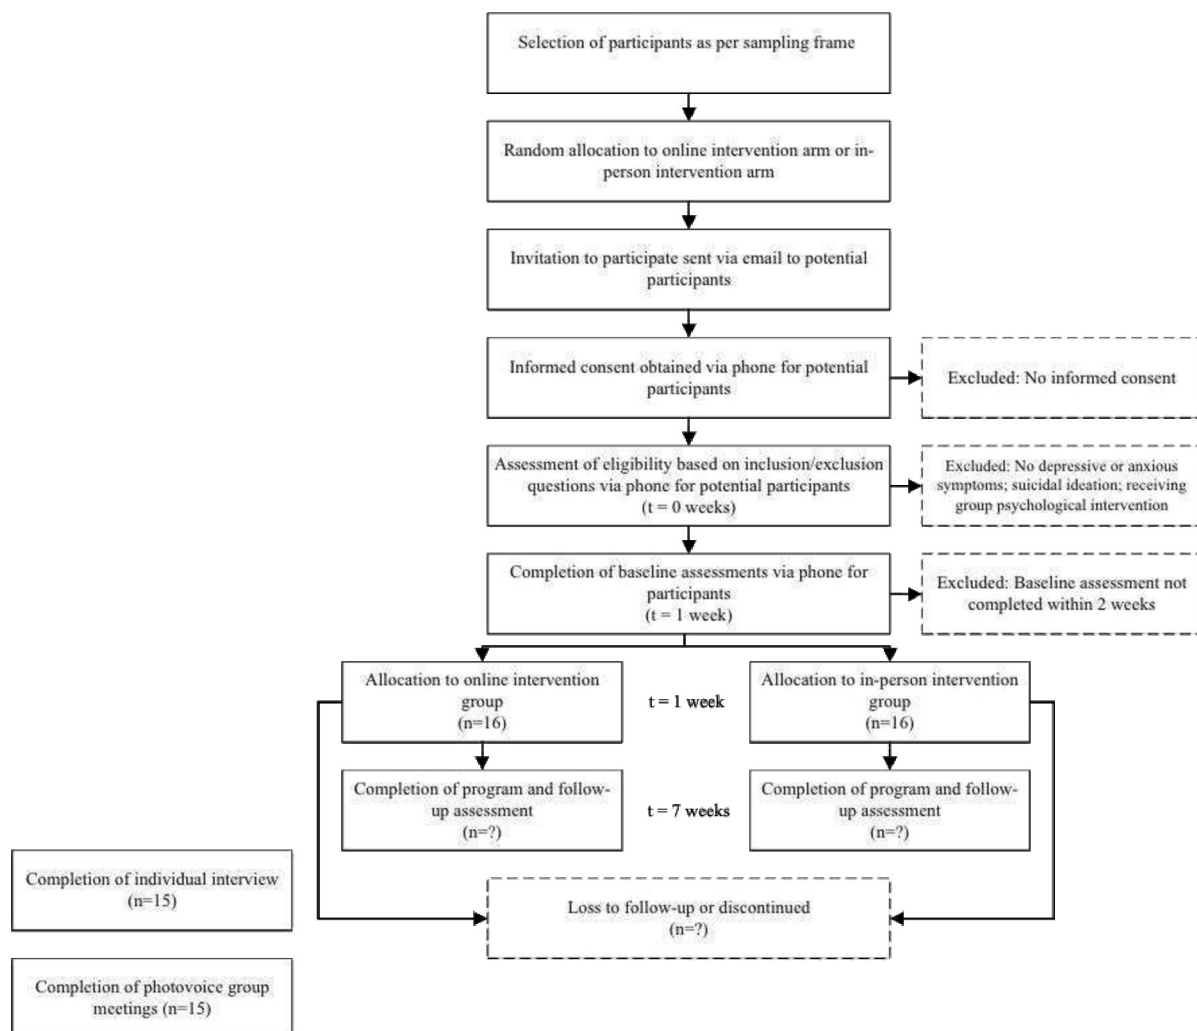 Selection of participants as per sampling frame
Random allocation to online intervention arm or in-
person intervention arm
Invitation to participate sent via email to potential
participants
Informed consent obtained via phone for potential
participants
Excluded: No informed consent
Assessment of eligibility based on inclusion/exclusion
questions via phone for potential participants
(t = 0 weeks)
Excluded: No depressive or anxious
symptoms; suicidal ideation; receiving
group psychological intervention
Completion of baseline assessments via phone for
participants
(t = 1 week)
Excluded: Baseline assessment not
completed within 2 weeks
Allocation to online intervention
group
(n=16)
t = 1 week
Allocation to in-person intervention
group
(n=16)
Completion of program and follow-
up assessment
(n=?)
t = 7 weeks
Completion of program and follow-
up assessment
(n=?)
Completion of individual interview
(n=15)
Loss to follow-up or discontinued
(n=?)
Completion of photovoice group
meetings (n=15)